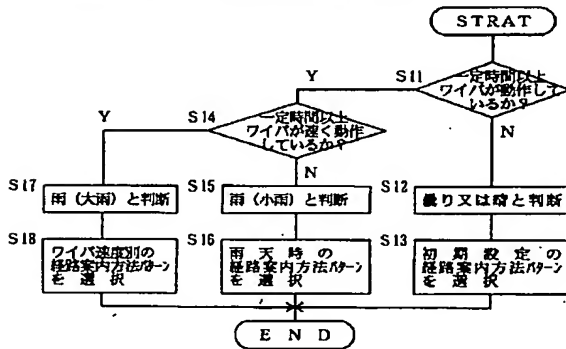 STRAT
S11
一定時間以上
ワイパが動作して
いるか?
Y
N
S14
一定時間以上
ワイパが速く動作
しているか?
Y
N
S17
雨(大雨)と判断
S15
雨(小雨)と判断
S12
曇り又は晴と判断
S18
ワイパ速度別の
経路案内方法パターン
を選択
S16
雨天時の
経路案内方法パターン
を選択
S13
初期設定の
経路案内方法パターン
を選択
END